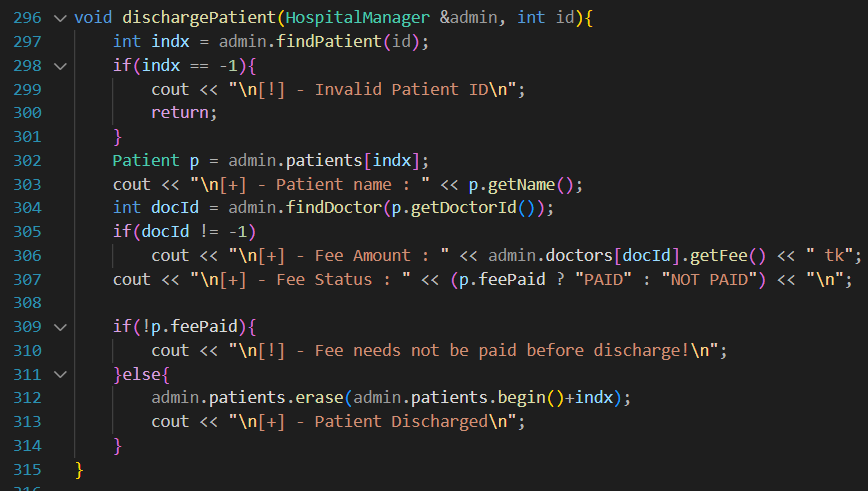 296 void dischargePatient(HospitalManager &admin, int id){
297     int indx = admin.findPatient(id);
298     if(indx == -1){
299         cout << "\n[!] - Invalid Patient ID\n";
300         return;
301     }
302     Patient p = admin.patients[indx];
303     cout << "\n[+] - Patient name : " << p.getName();
304     int docId = admin.findDoctor(p.getDoctorId());
305     if(docId != -1)
306         cout << "\n[+] - Fee Amount : " << admin.doctors[docId].getFee() << " tk";
307     cout << "\n[+] - Fee Status : " << (p.feePaid ? "PAID" : "NOT PAID") << "\n";
308
309     if(!p.feePaid){
310         cout << "\n[!] - Fee needs not be paid before discharge!\n";
311     }else{
312         admin.patients.erase(admin.patients.begin()+indx);
313         cout << "\n[+] - Patient Discharged\n";
314     }
315 }